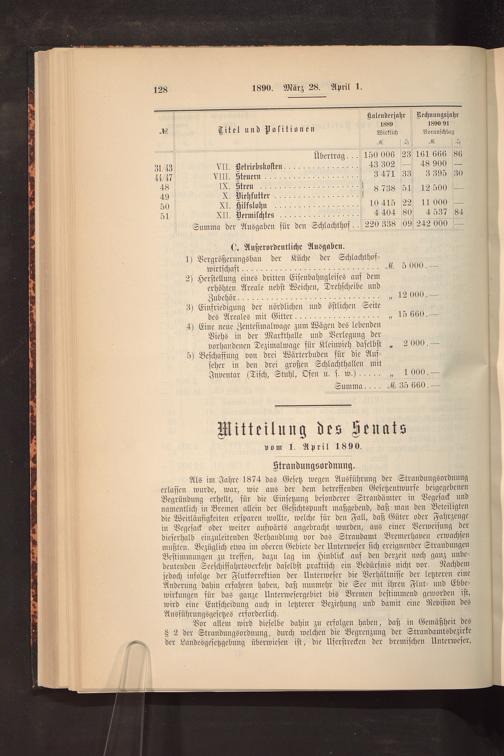 128 1890. März 28. April 1.
№ Titel und Positionen Kalenderjahr 1889 Wirklich Rechnungsjahr 1890/91 Voranschlag
ℳ ₰ ℳ ₰
Übertrag . . . 150 006 23 161 666 86
31/43 VII. Betriebskosten . . . 43 302 — 48 900 —
44/47 VIII. Steuern . . . 3 471 33 3 395 30
48 IX. Streu . . .
49 X. Viehfutter . . . 8 738 51 12 500 —
50 XI. Hilfslohn . . . 10 415 22 11 000 —
51 XII. Vermischtes . . . 4 404 80 4 537 84
Summe der Ausgaben für den Schlachthof . . 220 338 09 242 000 —
C. Außerordentliche Ausgaben.
1) Vergrößerungsbau der Küche der Schlachthof-
wirtschaft . . . ℳ 5 000.—
2) Herstellung eines dritten Eisenbahngleises auf dem
erhöhten Areale nebst Weichen, Drehscheibe und
Zubehör . . . „ 12 000.—
3) Einfriedigung der nördlichen und östlichen Seite
des Areales mit Gitter . . . „ 15 660.—
4) Eine neue Zentesimalwage zum Wägen des lebenden
Viehs in der Markthalle und Verlegung der
vorhandenen Dezimalwage für Kleinvieh daselbst „ 2 000.—
5) Beschaffung von drei Wärterbuden für die Auf-
seher in den drei großen Schlachthallen mit
Inventar (Tisch, Stuhl, Ofen u. s. w.) . . . „ 1 000.—
Summa . . . ℳ 35 660.—
Mitteilung des Senats
vom 1. April 1890.
Strandungsordnung.
Als im Jahre 1874 das Gesetz wegen Ausführung der Strandungsordnung
erlassen wurde, war, wie aus der dem betreffenden Gesetzentwurfe beigegebenen
Begründung erhellt, für die Einsetzung besonderer Strandämter in Vegesack und
namentlich in Bremen allein der Gesichtspunkt maßgebend, daß man den Beteiligten
die Weitläufigkeiten ersparen wollte, welche für den Fall, daß Güter oder Fahrzeuge
in Vegesack oder weiter aufwärts angebracht wurden, aus einer Verweisung der
dieserhalb einzuleitenden Verhandlung vor das Strandamt Bremerhaven erwachsen
mußten. Bezüglich etwa im oberen Gebiete der Unterweser sich ereignender Strandungen
Bestimmungen zu treffen, dazu lag im Hinblick auf den derzeit noch ganz unbe-
deutenden Seeschiffahrtsverkehr daselbst praktisch ein Bedürfnis nicht vor. Nachdem
jedoch infolge der Flutkorrektion der Unterweser die Verhältnisse der letzteren eine
Änderung dahin erfahren haben, daß nunmehr die See mit ihren Flut- und Ebbe-
wirkungen für das ganze Unterwesergebiet bis Bremen bestimmend geworden ist,
wird eine Entscheidung auch in letzterer Beziehung und damit eine Revision des
Ausführungsgesetzes erforderlich.
Vor allem wird dieselbe dahin zu erfolgen haben, daß in Gemäßheit des
§ 2 der Strandungsordnung, durch welchen die Begrenzung der Strandamtsbezirke
der Landesgesetzgebung überwiesen ist, die Uferstrecken der bremischen Unterweser,